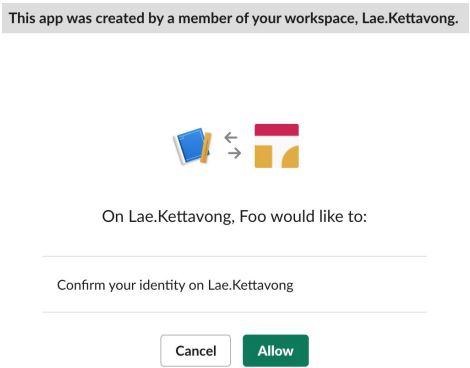 This app was created by a member of your workspace, Lae.Kettavong.
On Lae.Kettavong, Foo would like to:
Confirm your identity on Lae.Kettavong
Cancel
Allow